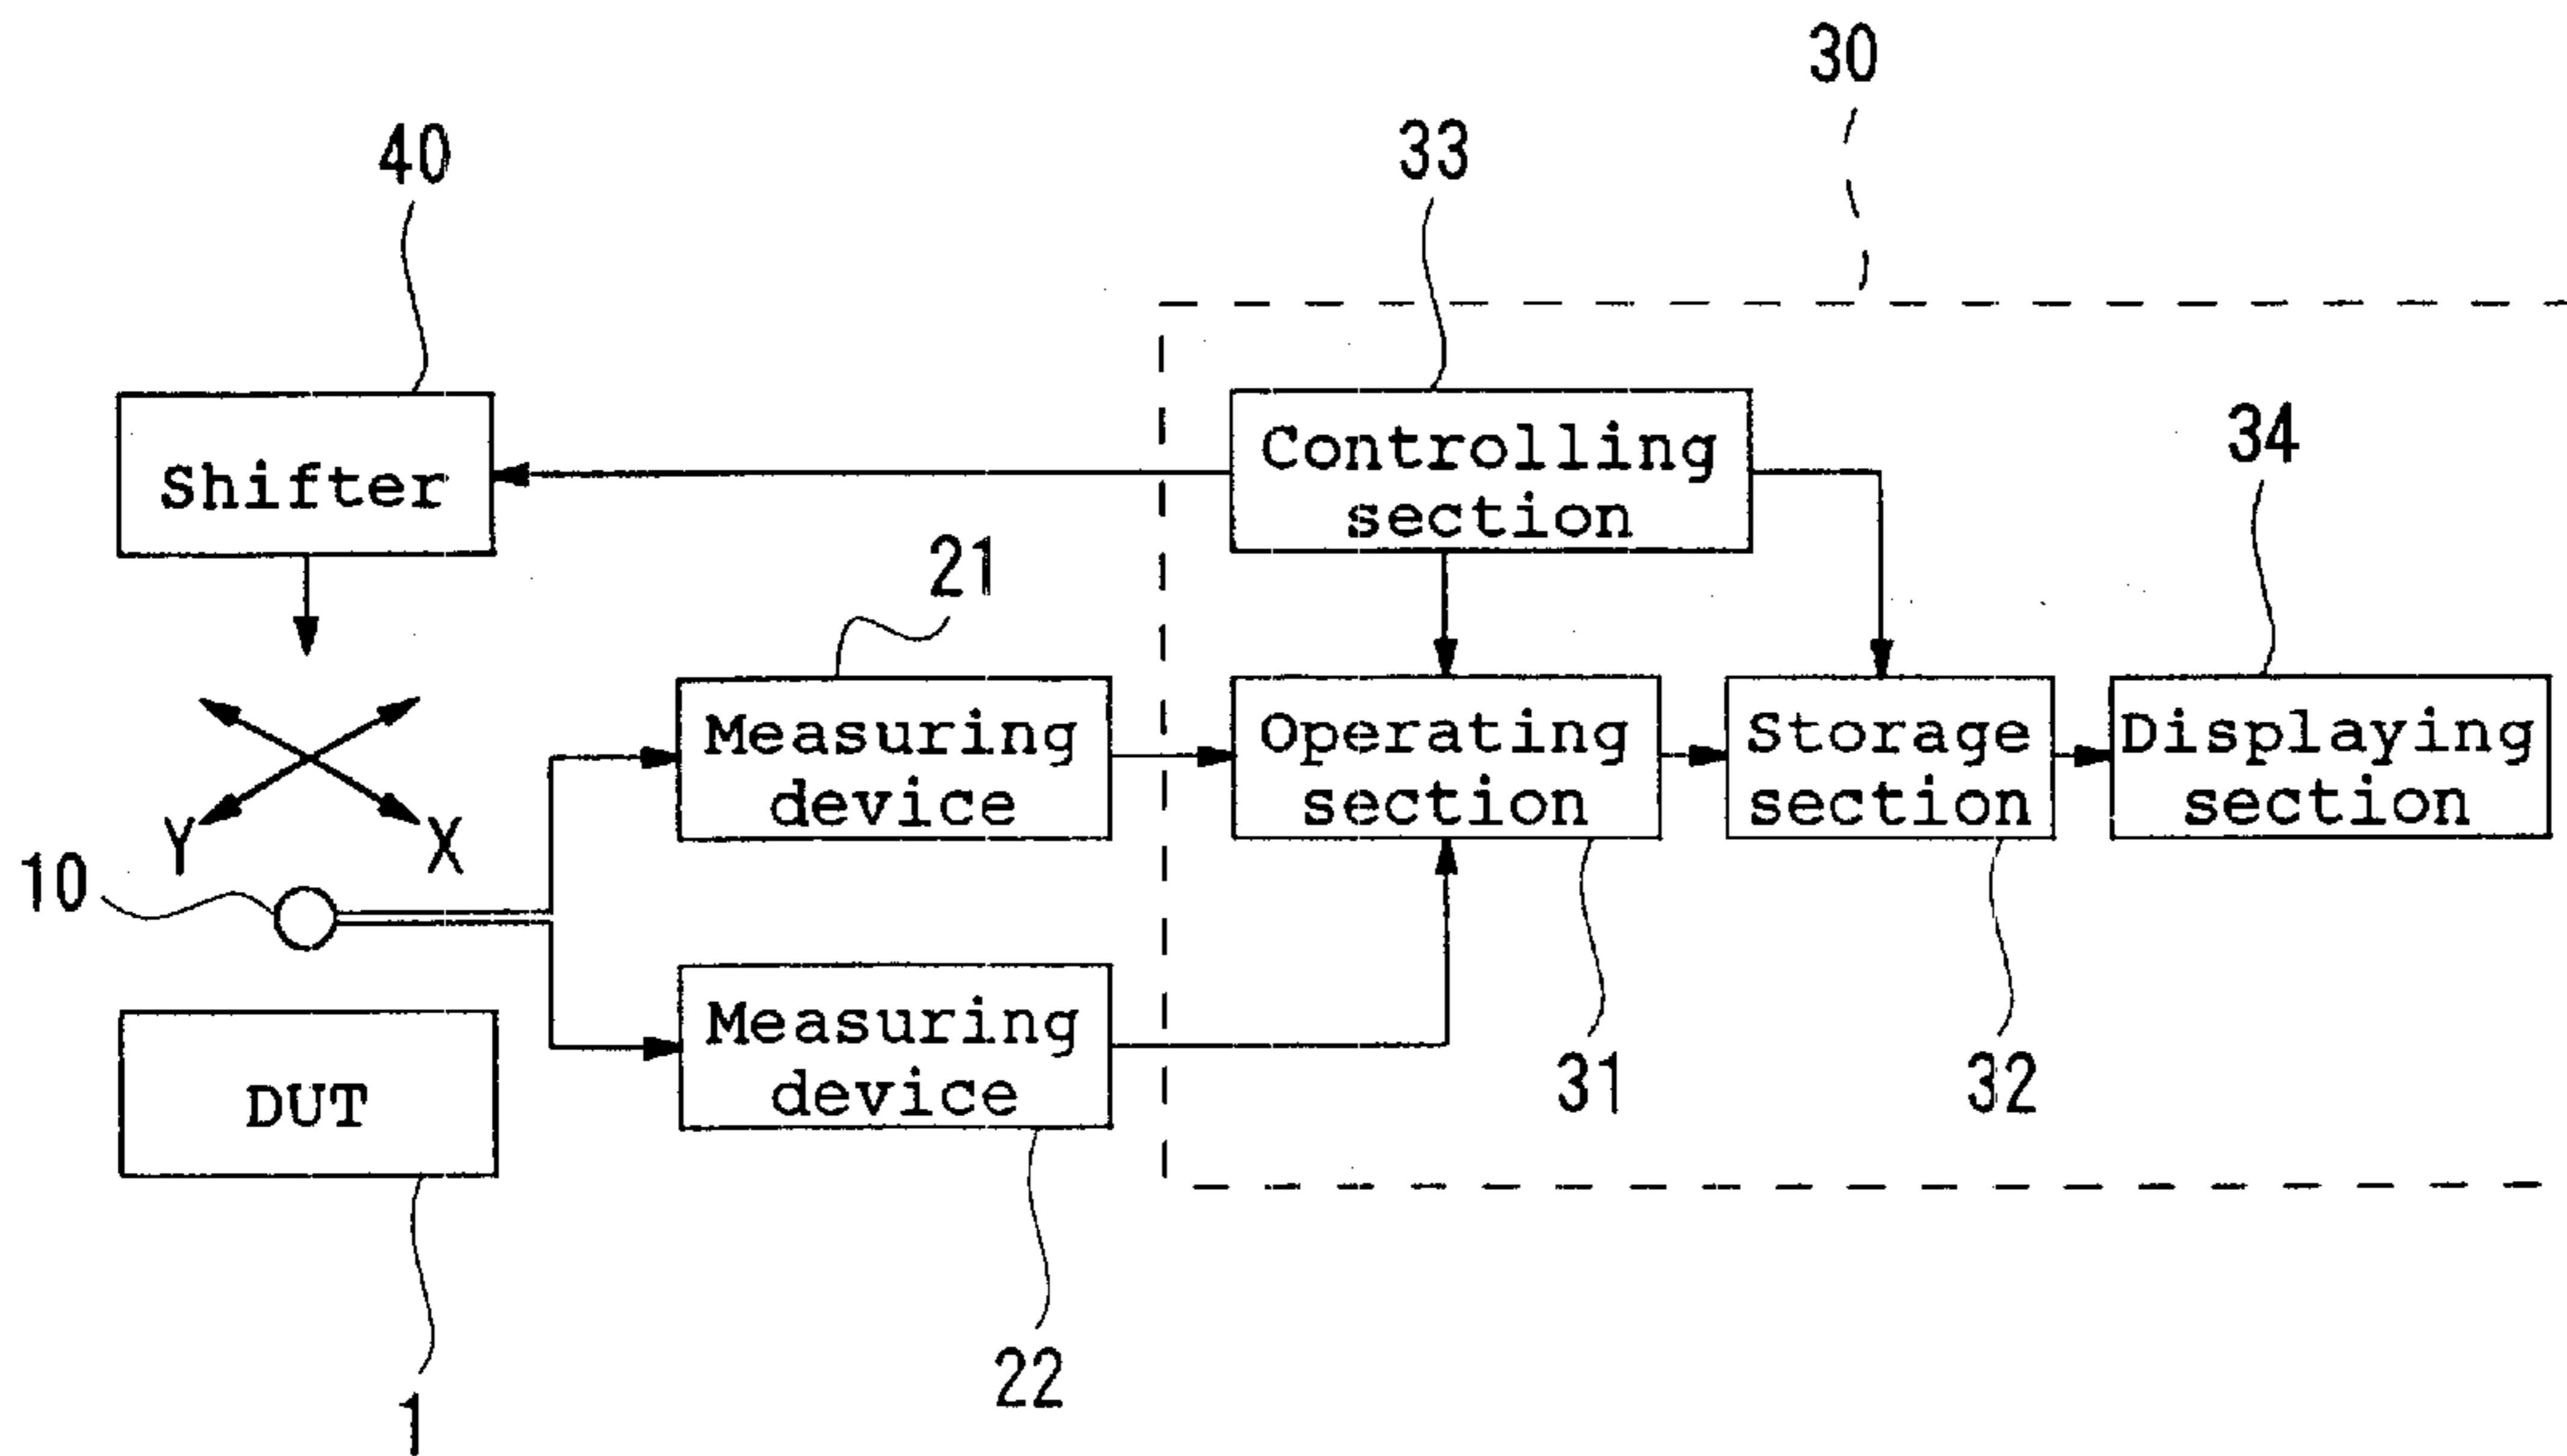 30
40
33
34
Shifter
Controlling
section
21
Measuring
device
Operating
section
Storage
section
Displaying
section
Y
X
10
Measuring
device
DUT
31
32
22
1